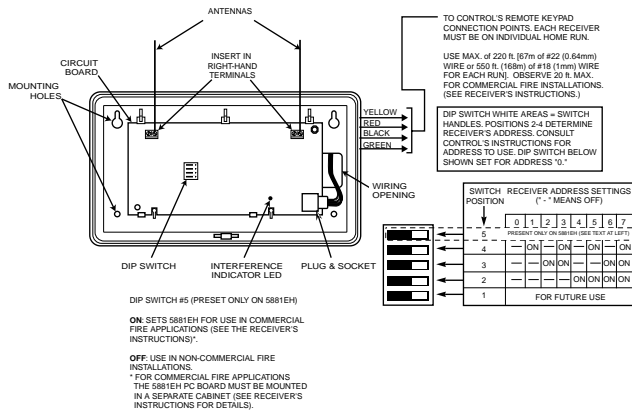 ANTENNAS
CIRCUIT
BOARD
MOUNTING
HOLES
INSERT IN
RIGHT-HAND
TERMINALS
YELLOW
RED
BLACK
GREEN
WIRING
OPENING
DIP SWITCH
INTERFERENCE
INDICATOR LED
PLUG & SOCKET
TO CONTROL'S REMOTE KEYPAD
CONNECTION POINTS. EACH RECEIVER
MUST BE ON INDIVIDUAL HOME RUN.
USE MAX. of 220 ft. [67m of #22 (0.64mm)
WIRE or 550 ft. (168m) of #18 (1mm) WIRE
FOR EACH RUN]. OBSERVE 20 ft. MAX.
FOR COMMERCIAL FIRE INSTALLATIONS.
(SEE RECEIVER'S INSTRUCTIONS.)
DIP SWITCH WHITE AREAS = SWITCH
HANDLES. POSITIONS 2-4 DETERMINE
RECEIVER'S ADDRESS. CONSULT
CONTROL'S INSTRUCTIONS FOR
ADDRESS TO USE. DIP SWITCH BELOW
SHOWN SET FOR ADDRESS "0."
SWITCH POSITION
RECEIVER ADDRESS SETTINGS
(" - " MEANS OFF)
0 1 2 3 4 5 6 7
5 PRESENT ONLY ON 5881EH (SEE TEXT AT LEFT)
4 — ON — ON — ON — ON
3 — — ON ON — — ON ON
2 — — — — ON ON ON ON
1 FOR FUTURE USE
DIP SWITCH #5 (PRESET ONLY ON 5881EH)
ON: SETS 5881EH FOR USE IN COMMERCIAL
FIRE APPLICATIONS (SEE THE RECEIVER'S
INSTRUCTIONS)*.
OFF: USE IN NON-COMMERCIAL FIRE
INSTALLATIONS.
* FOR COMMERCIAL FIRE APPLICATIONS
THE 5881EH PC BOARD MUST BE MOUNTED
IN A SEPARATE CABINET (SEE RECEIVER'S
INSTRUCTIONS FOR DETAILS).